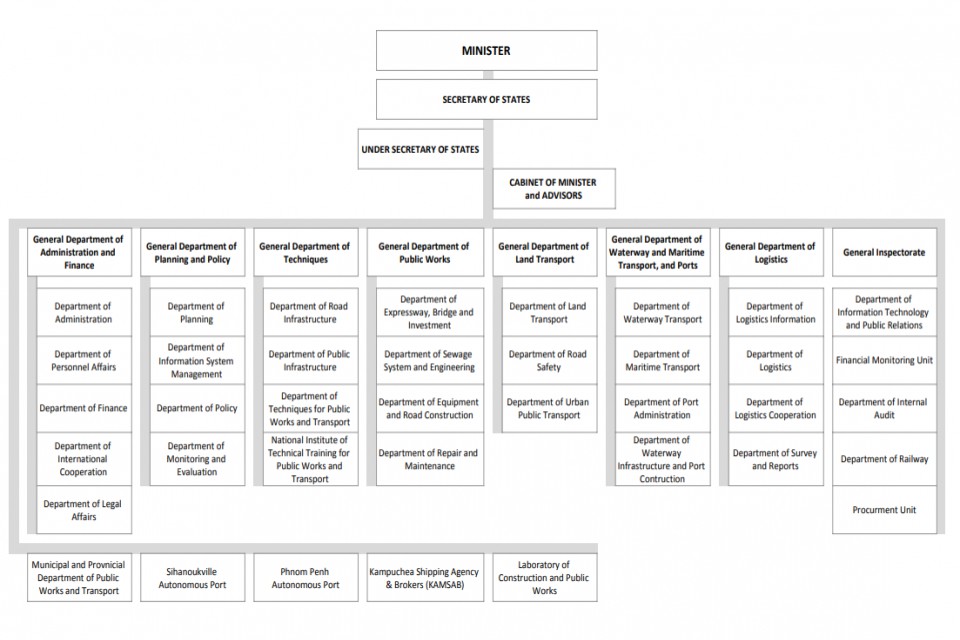 MINISTER
SECRETARY OF STATES
UNDER SECRETARY OF STATES
CABINET OF MINISTER
and ADVISORS
General Department of
Administration and
Finance
General Department of
Planning and Policy
General Department of
Techniques
General Department of
Public Works
General Department of
Land Transport
General Department of
Waterway and Maritime
Transport, and Ports
General Department of
Logistics
General Inspectorate
Department of
Administration
Department of
Planning
Department of Road
Infrastructure
Department of
Expressway, Bridge and
Investment
Department of Land
Transport
Department of
Waterway Transport
Department of
Logistics Information
Department of
Information Technology
and Public Relations
Department of
Personnel Affairs
Department of
Information System
Management
Department of Public
Infrastructure
Department of Sewage
System and Engineering
Department of Road
Safety
Department of
Maritime Transport
Department of
Logistics
Financial Monitoring Unit
Department of Finance
Department of Policy
Department of
Techniques for Public
Works and Transport
Department of Equipment
and Road Construction
Department of Urban
Public Transport
Department of Port
Administration
Department of
Logistics Cooperation
Department of Internal
Audit
Department of
International
Cooperation
Department of
Monitoring and
Evaluation
National Institute of
Technical Training for
Public Works and
Transport
Department of Repair and
Maintenance
Department of
Waterway
Infrastructure and Port
Contruction
Department of Survey
and Reports
Department of Railway
Department of Legal
Affairs
Procurment Unit
Municipal and Provnicial
Department of Public
Works and Transport
Sihanoukville
Autonomous Port
Phnom Penh
Autonomous Port
Kampuchea Shipping Agency
& Brokers (KAMSAB)
Laboratory of
Construction and Public
Works